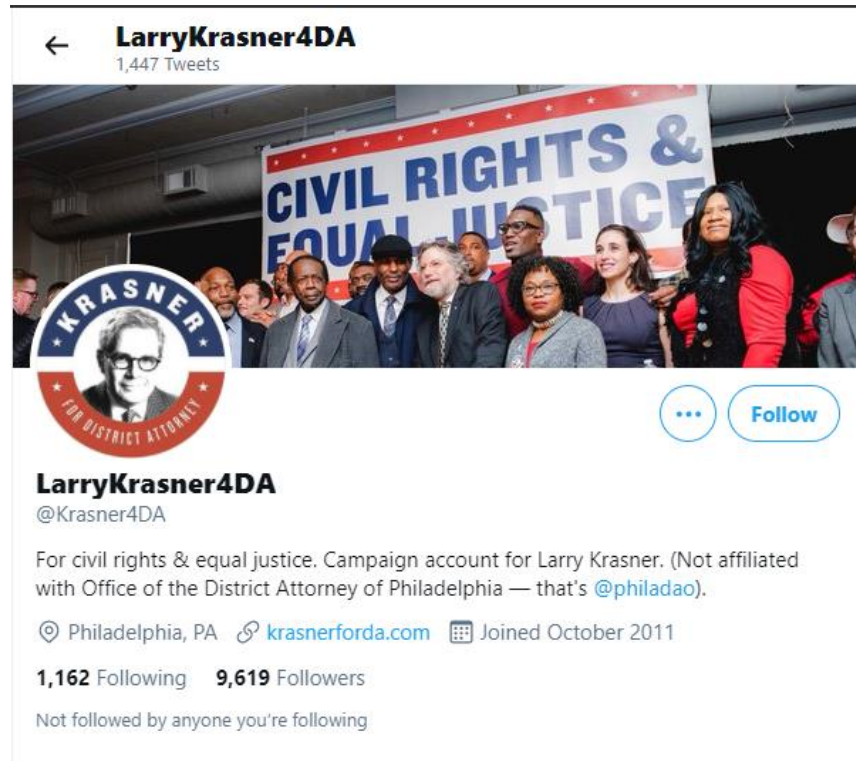 LarryKrasner4DA
1,447 Tweets
CIVIL RIGHTS &
EQUAL JUSTICE
KRASNER
FOR DISTRICT ATTORNEY
Follow
LarryKrasner4DA
@Krasner4DA
For civil rights & equal justice. Campaign account for Larry Krasner. (Not affiliated
with Office of the District Attorney of Philadelphia — that's @philadao).
Philadelphia, PA krasnerforda.com Joined October 2011
1,162 Following 9,619 Followers
Not followed by anyone you're following